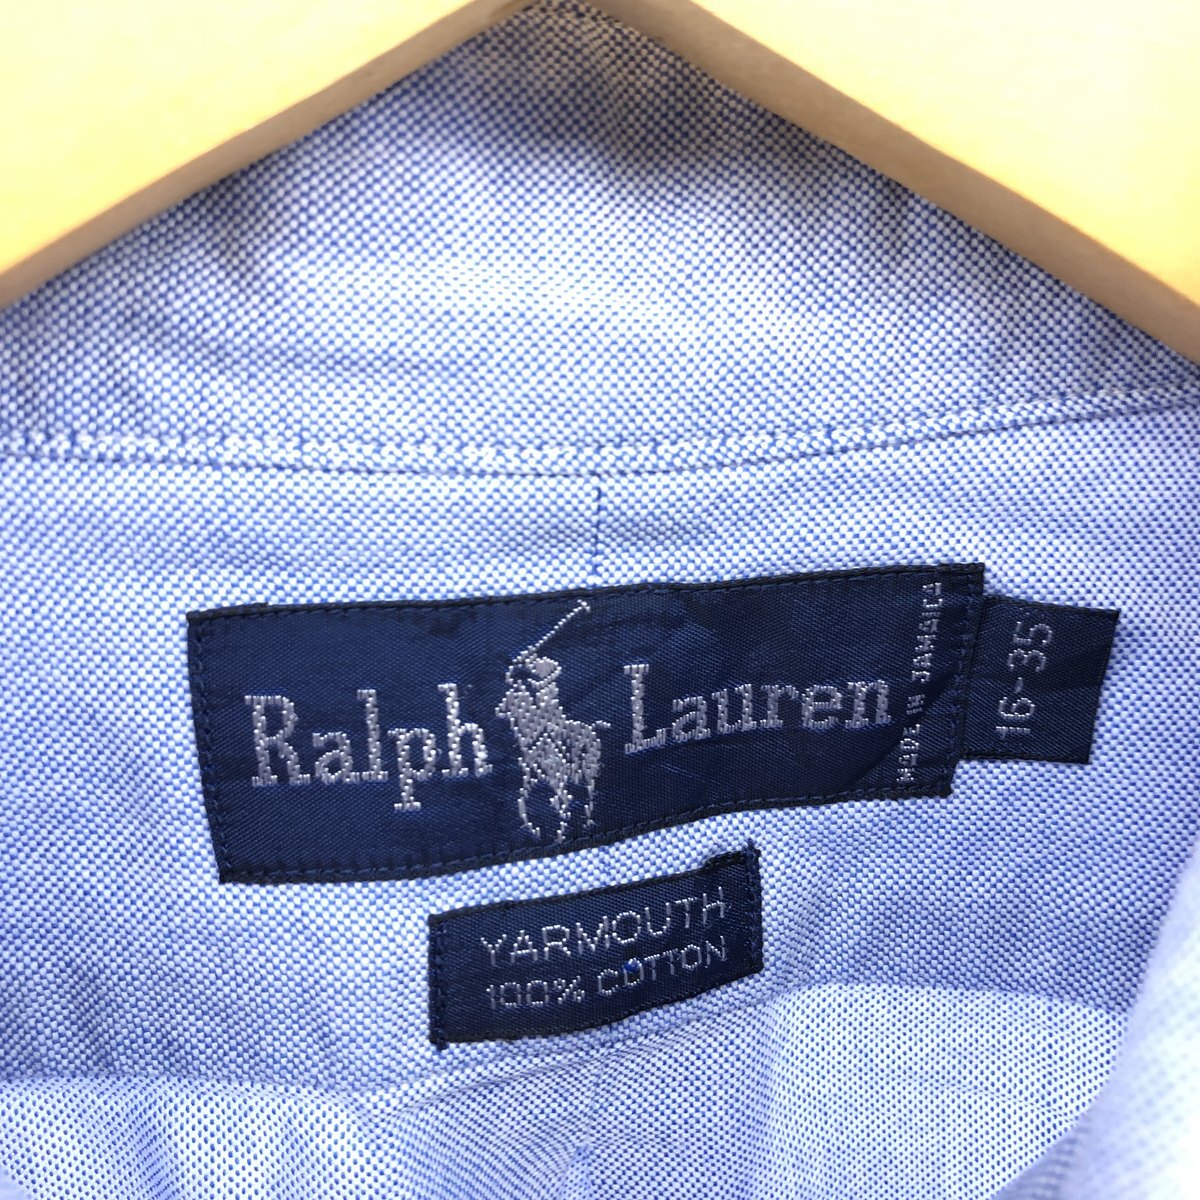 Ralph Lauren
MADE IN JAMAICA
16-35
YARMOUTH
100% COTTON